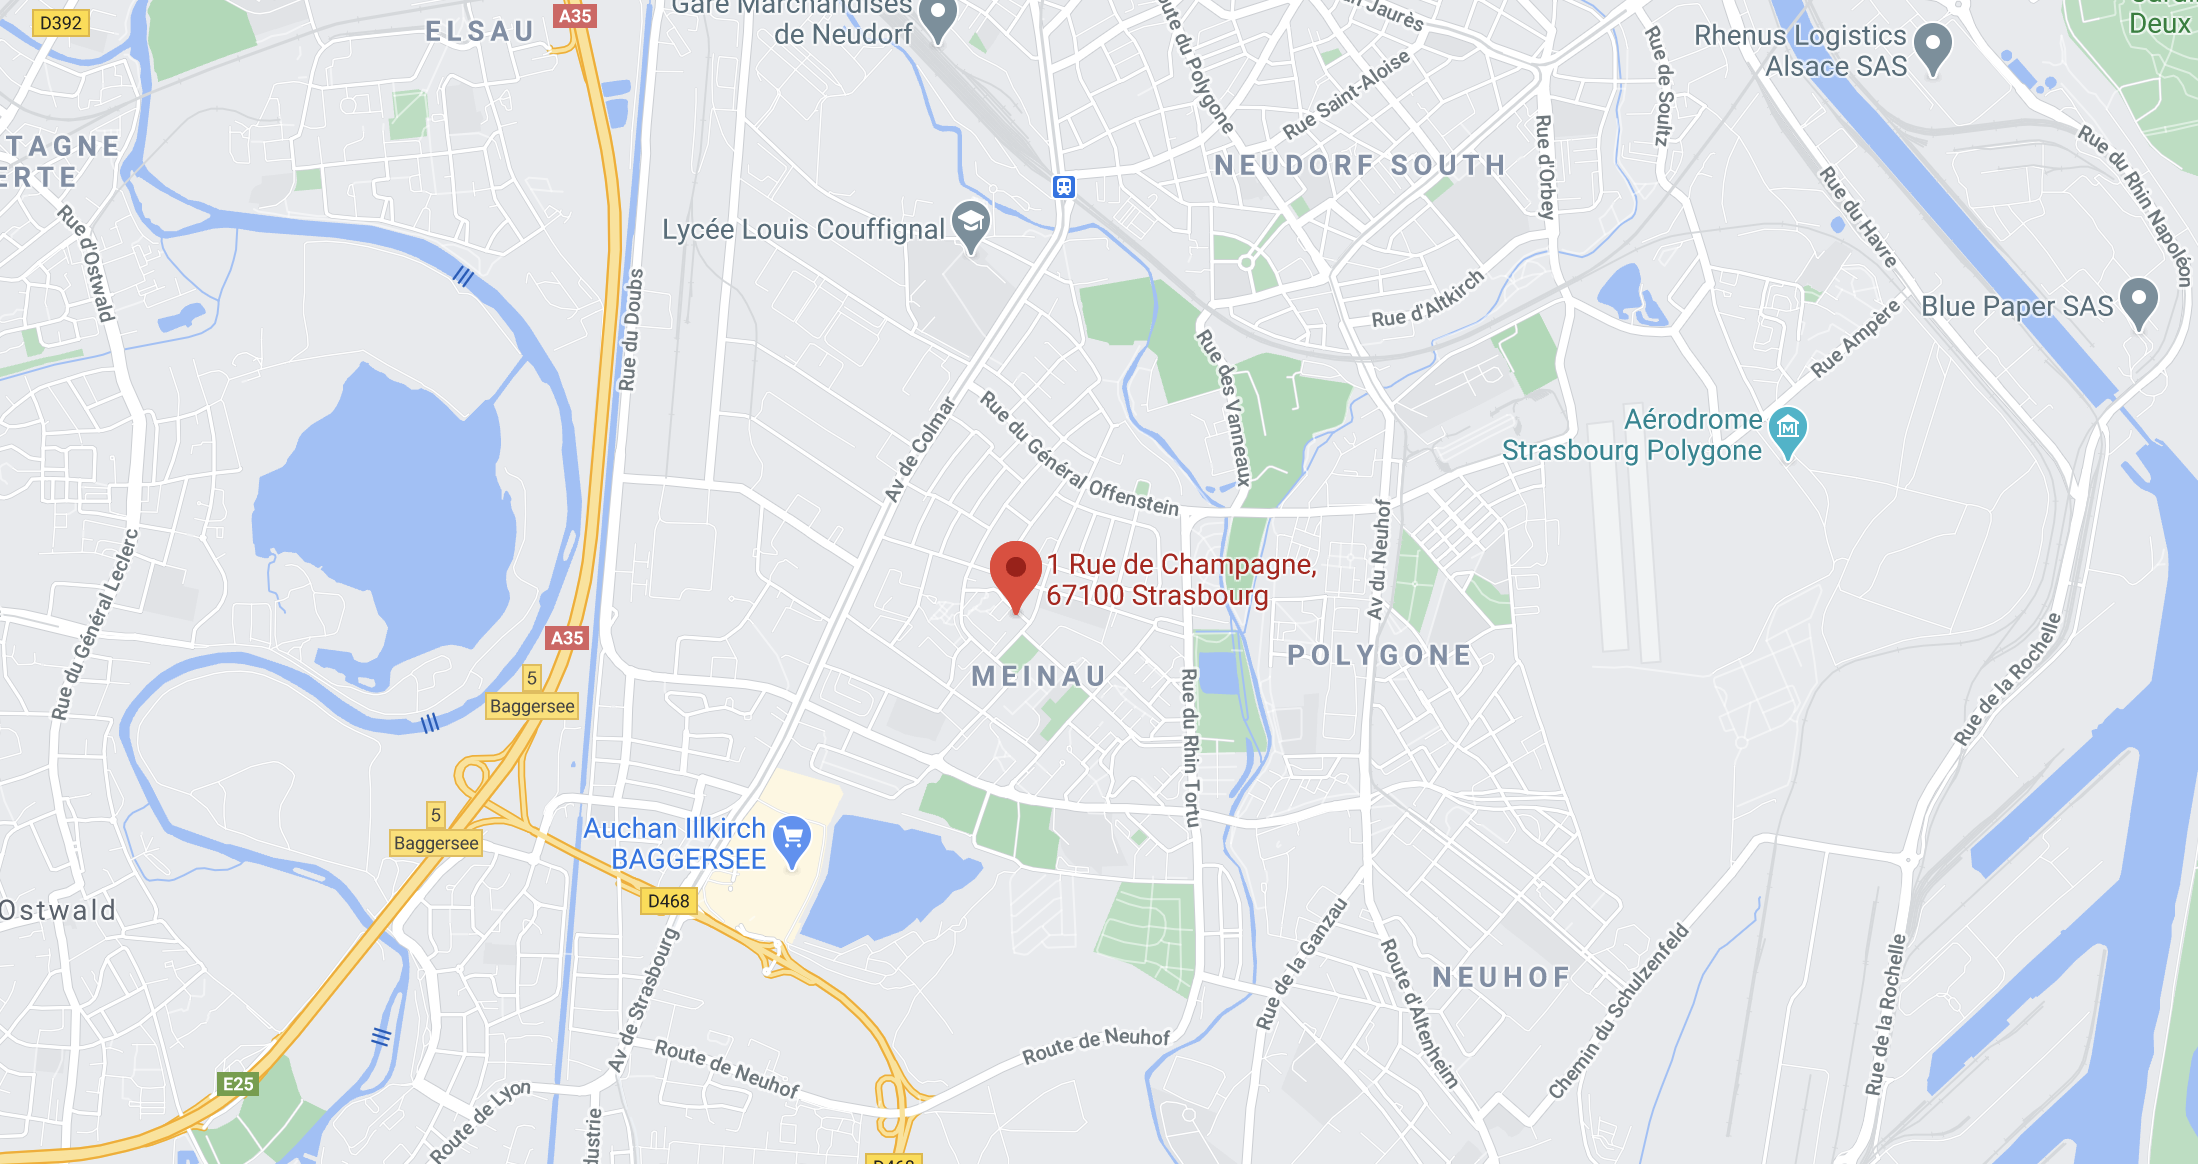 D392
ELSAU
A35
Gare Marchandises
de Neudorf
Rue Saint-Aloise
Rue de Soultz
Rhenus Logistics
Alsace SAS
Deux
TAGNE
ERTE
Rue d'Ostwald
NEUDORF SOUTH
Rue d'Orbey
Rue du Havre
Rue du Rhin Napoléon
Lycée Louis Couffignal
Rue du Doubs
Rue d'Altkirch
Rue Ampère
Blue Paper SAS
Rue des Vanneaux
Av de Colmar
Rue du Général Offenstein
Aérodrome
Strasbourg Polygone
1 Rue de Champagne,
67100 Strasbourg
Av du Neuhof
Rue du Général Leclerc
A35
MEINAU
POLYGONE
5
Baggersee
Rue du Rhin Tortu
Rue de la Rochelle
5
Baggersee
Auchan Illkirch
BAGGERSEE
D468
Ostwald
Av de Strasbourg
Rue de la Ganzau
NEUHOF
Route d'Altenheim
Chemin du Schulzenfeld
Rue de la Rochelle
Route de Neuhof
Route de Neuhof
E25
Route de Lyon